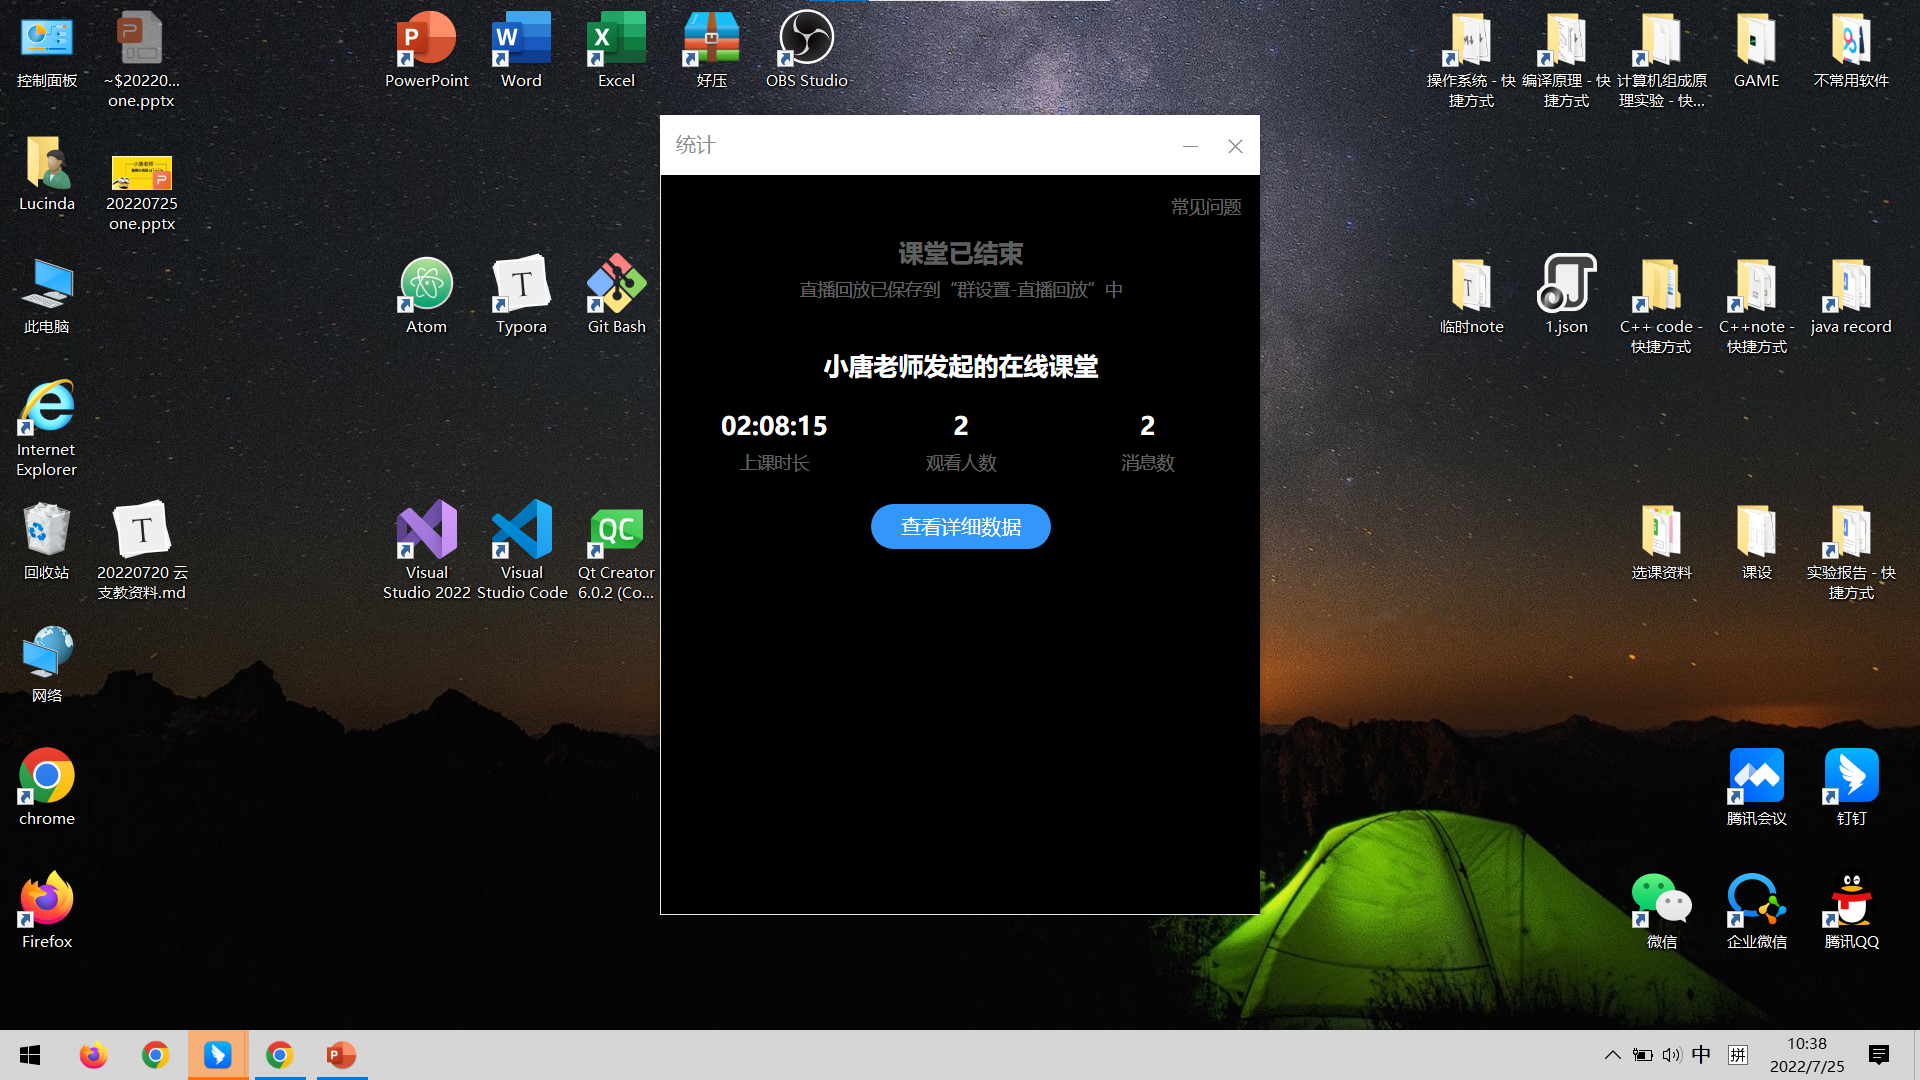 控制面板
~$20220...
one.pptx
PowerPoint
Word
Excel
好压
OBS Studio
操作系统 - 快
捷方式
编译原理 - 快
捷方式
计算机组成原
理实验 - 快...
GAME
不常用软件
Lucinda
20220725
one.pptx
此电脑
Atom
Typora
Git Bash
临时note
1.json
C++ code -
快捷方式
C++note -
快捷方式
java record
Internet
Explorer
回收站
20220720 云
支教资料.md
Visual
Studio 2022
Visual
Studio Code
Qt Creator
6.0.2 (Co...
选课资料
课设
实验报告 - 快
捷方式
网络
chrome
腾讯会议
钉钉
Firefox
微信
企业微信
腾讯QQ
统计
常见问题
课堂已结束
直播回放已保存到“群设置-直播回放”中
小唐老师发起的在线课堂
02:08:15
上课时长
2
观看人数
2
消息数
查看详细数据
中
拼
10:38
2022/7/25